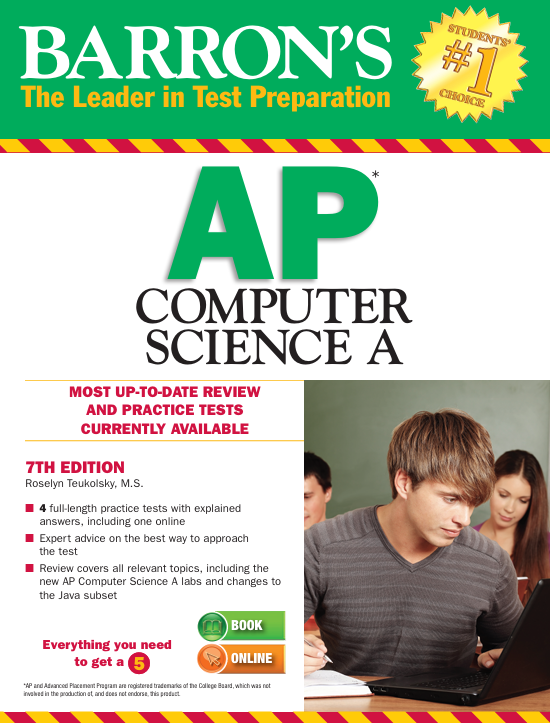 BARRON'S
The Leader in Test Preparation
STUDENTS'
#1
CHOICE
AP*
COMPUTER
SCIENCE A
MOST UP-TO-DATE REVIEW
AND PRACTICE TESTS
CURRENTLY AVAILABLE
7TH EDITION
Roselyn Teukolsky, M.S.
4 full-length practice tests with explained
answers, including one online
Expert advice on the best way to approach
the test
Review covers all relevant topics, including the
new AP Computer Science A labs and changes to
the Java subset
BOOK
ONLINE
Everything you need
to get a 5
*AP and Advanced Placement Program are registered trademarks of the College Board, which was not
involved in the production of, and does not endorse, this product.